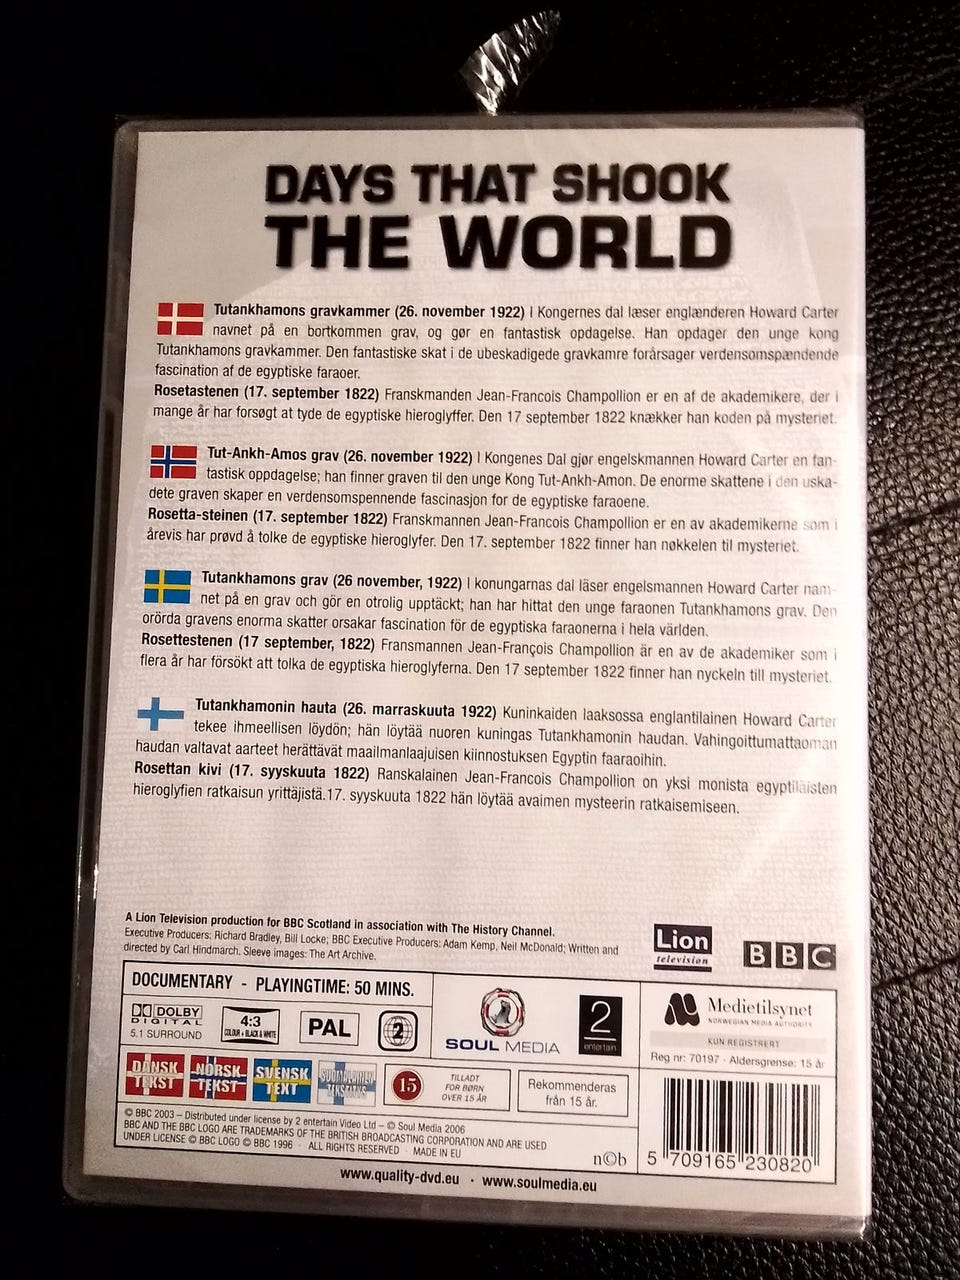 DAYS THAT SHOOK
THE WORLD
Tutankhamons gravkammer (26. november 1922) I Kongernes dal læser englænderen Howard Carter
navnet på en bortkommen grav, og gør en fantastisk opdagelse. Han opdager den unge kong
Tutankhamons gravkammer. Den fantastiske skat i de ubeskadigede gravkamre forårsager verdensomspændende
fascination af de egyptiske faraoer.
Rosetastenen (17. september 1822) Franskmanden Jean-Francois Champollion er en af de akademikere, der i
mange år har forsøgt at tyde de egyptiske hieroglyffer. Den 17 september 1822 knækker han koden på mysteriet.
Tut-Ankh-Amos grav (26. november 1922) I Kongenes Dal gjør engelskmannen Howard Carter en fan-
tastisk oppdagelse; han finner graven til den unge Kong Tut-Ankh-Amon. De enorme skattene i den uska-
dete graven skaper en verdensomspennende fascinasjon for de egyptiske faraoene.
Rosetta-steinen (17. september 1822) Franskmannen Jean-Francois Champollion er en av akademikerne som i
årevis har prøvd å tolke de egyptiske hieroglyfer. Den 17. september 1822 finner han nøkkelen til mysteriet.
Tutankhamons grav (26 november, 1922) I konungarnas dal läser engelsmannen Howard Carter nam-
net på en grav och gör en otrolig upptäckt; han har hittat den unge faraonen Tutankhamons grav. Den
orörda gravens enorma skatter orsakar fascination för de egyptiska faraonerna i hela världen.
Rosettestenen (17 september, 1822) Fransmannen Jean-François Champollion är en av de akademiker som i
flera år har försökt att tolka de egyptiska hieroglyferna. Den 17 september 1822 finner han nyckeln till mysteriet.
Tutankhamonin hauta (26. marraskuuta 1922) Kuninkaiden laaksossa englantilainen Howard Carter
tekee ihmeellisen löydön; hän löytää nuoren kuningas Tutankhamonin haudan. Vahingoittumattaoman
haudan valtavat aarteet herättävät maailmanlaajuisen kiinnostuksen Egyptin faaraoihin.
Rosettan kivi (17. syyskuuta 1822) Ranskalainen Jean-Francois Champollion on yksi monista egyptiläisten
hieroglyfien ratkaisun yrittäjistä.17. syyskuuta 1822 hän löytää avaimen mysteerin ratkaisemiseen.
A Lion Television production for BBC Scotland in association with The History Channel.
Executive Producers: Richard Bradley, Bill Locke; BBC Executive Producers: Adam Kemp, Neil McDonald; Written and
directed by Carl Hindmarch. Sleeve images: The Art Archive.
Lion
television
BBC
DOCUMENTARY - PLAYINGTIME: 50 MINS.
DOLBY
DIGITAL
5.1 SURROUND
4:3
COLOUR + BLACK & WHITE
PAL
2
SOUL MEDIA
2
entertain
Medietilsynet
NORWEGIAN MEDIA AUTHORITY
KUN REGISTRERT
Reg nr: 70197 - Aldersgrense: 15 år
DANSK
TEKST
NORSK
TEKST
SVENSK
TEXT
SUOMALAINEN
TEKSTITYS
15
TILLADT
FOR BØRN
OVER 15 ÅR
Rekommenderas
från 15 år.
© BBC 2003 – Distributed under license by 2 entertain Video Ltd – © Soul Media 2006
BBC AND THE BBC LOGO ARE TRADEMARKS OF THE BRITISH BROADCASTING CORPORATION AND ARE USED
UNDER LICENSE © BBC LOGO © BBC 1996 · ALL RIGHTS RESERVED · MADE IN EU
n©b
5 709165 230820
www.quality-dvd.eu · www.soulmedia.eu